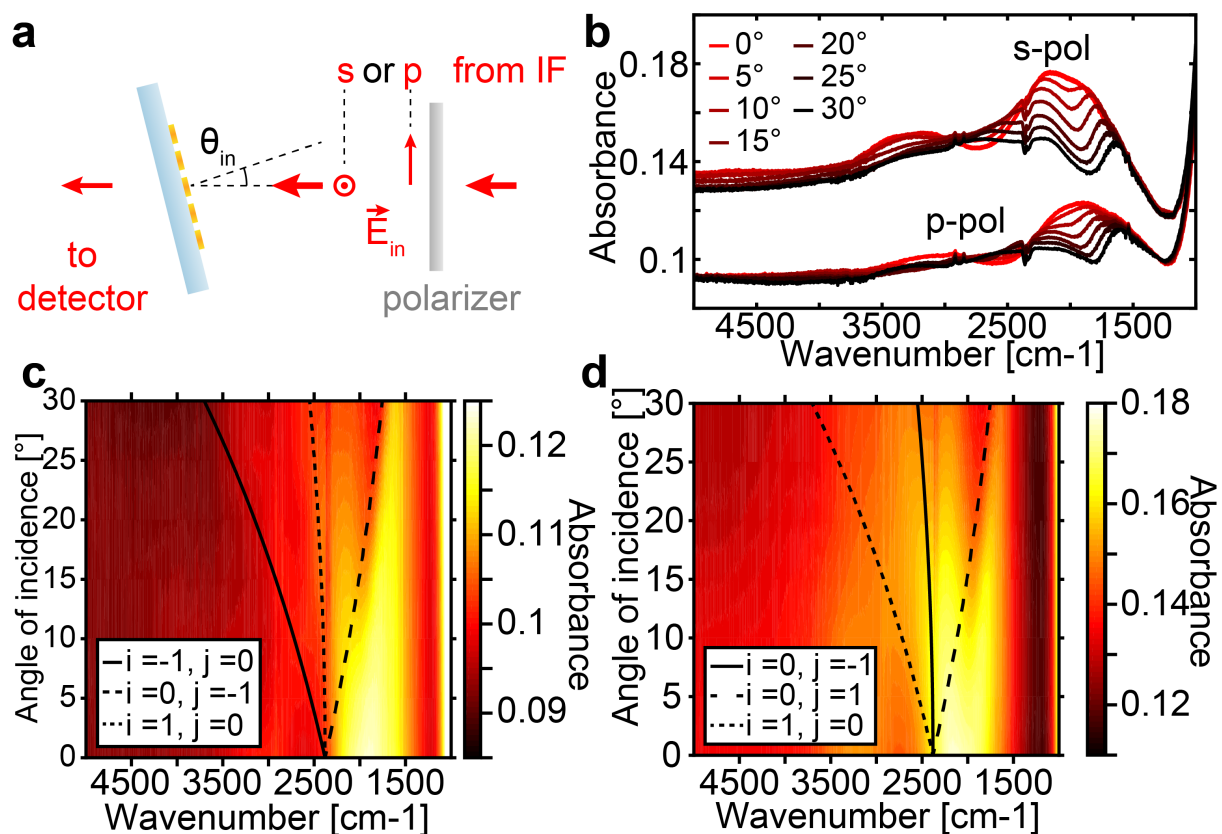 a
s or p
from IF
θin
Ein
to
detector
polarizer
b
0°
5°
10°
15°
20°
25°
30°
s-pol
p-pol
Absorbance
0.18
0.14
0.1
4500 3500 2500 1500
Wavenumber [cm-1]
c
Angle of incidence [°]
30
25
20
15
10
5
0
i =-1, j =0
i =0, j =-1
i =1, j =0
4500 3500 2500 1500
Wavenumber [cm-1]
0.12
0.11
0.1
0.09
Absorbance
d
Angle of incidence [°]
30
25
20
15
10
5
0
i =0, j =-1
i =0, j =1
i =1, j =0
4500 3500 2500 1500
Wavenumber [cm-1]
0.18
0.16
0.14
0.12
Absorbance